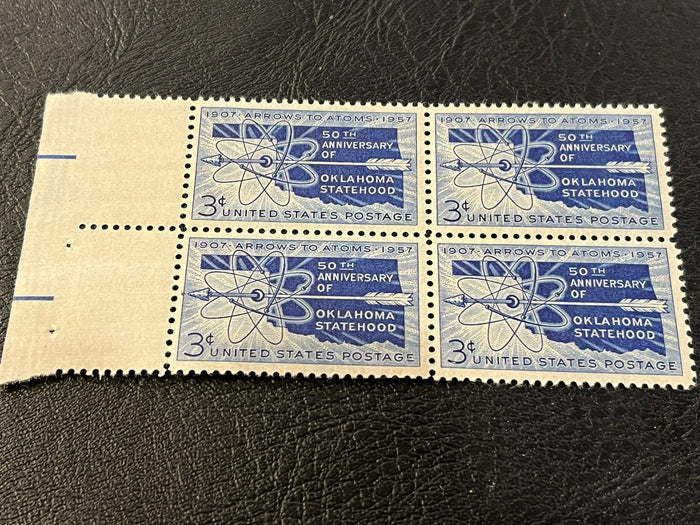 1907 · ARROWS TO ATOMS · 1957
50TH
ANNIVERSARY
OF
OKLAHOMA
STATEHOOD
3¢ UNITED STATES POSTAGE
1907 · ARROWS TO ATOMS · 1957
50TH
ANNIVERSARY
OF
OKLAHOMA
STATEHOOD
3¢ UNITED STATES POSTAGE
1907 · ARROWS TO ATOMS · 1957
50TH
ANNIVERSARY
OF
OKLAHOMA
STATEHOOD
3¢ UNITED STATES POSTAGE
1907 · ARROWS TO ATOMS · 1957
50TH
ANNIVERSARY
OF
OKLAHOMA
STATEHOOD
3¢ UNITED STATES POSTAGE